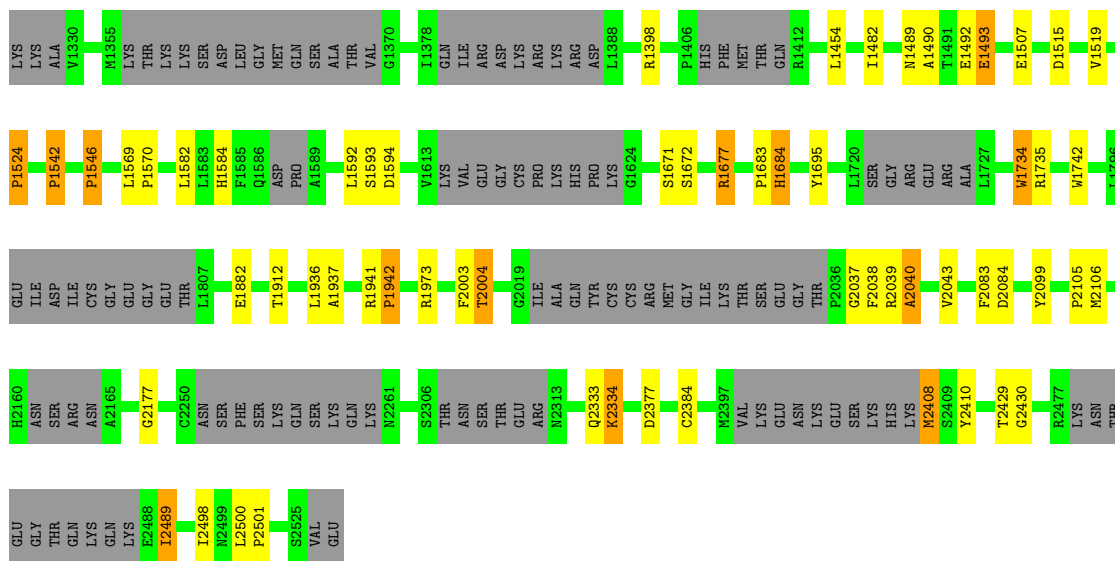 LYS LYS ALA V1330 M1355 LYS THR LYS LYS SER ASP LEU GLY MET GLN SER ALA THR VAL G1370 I1378 GLN ILE ARG ASP LYS ARG LYS ARG ASP L1388 R1398 P1406 HIS PHE MET THR GLN R1412 L1454 I1482 N1489 A1490 T1491 E1492 E1493 E1507 D1515 V1519
P1524 P1542 P1546 L1569 P1570 L1582 L1583 H1584 F1585 Q1586 ASP PRO A1589 L1592 S1593 D1594 V1613 LYS VAL GLU GLY CYS PRO LYS HIS PRO LYS G1624 S1671 S1672 R1677 P1683 H1684 Y1695 L1720 SER GLY ARG GLU ARG ALA L1727 W1734 R1735 W1742 L1796
GLU ILE ASP ILE CYS GLY GLU GLY GLU THR L1807 E1882 T1912 L1936 A1937 R1941 P1942 R1973 F2003 T2004 G2019 ILE ALA GLN TYR CYS CYS ARG MET GLY ILE LYS THR SER GLU GLY THR P2036 G2037 F2038 R2039 A2040 V2043 F2083 D2084 Y2099 P2105 M2106
H2160 ASN SER ARG ASN A2165 G2177 C2250 ASN SER PHE SER LYS GLN SER LYS GLN LYS N2261 S2306 THR ASN SER THR GLU ARG N2313 Q2333 K2334 D2377 C2384 M2397 VAL LYS GLU ASN LYS GLU SER LYS HIS LYS M2408 S2409 Y2410 T2429 G2430 R2477 LYS ASN THR
GLU GLY THR GLN LYS GLN LYS E2488 I2489 I2498 N2499 L2500 P2501 S2525 VAL GLU